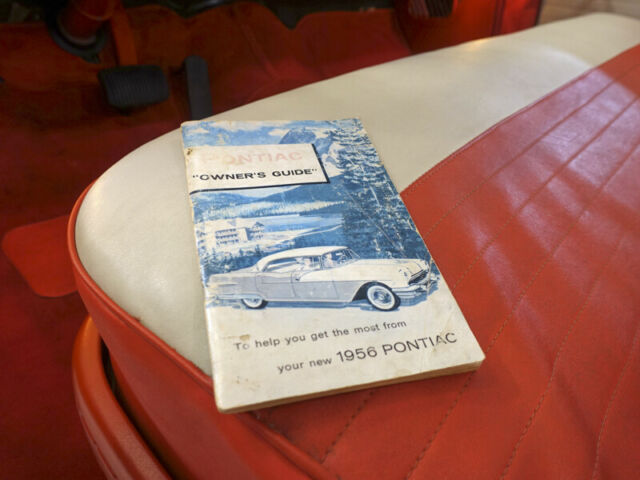 PONTIAC
"OWNER'S GUIDE"
To help you get the most from
your new 1956 PONTIAC